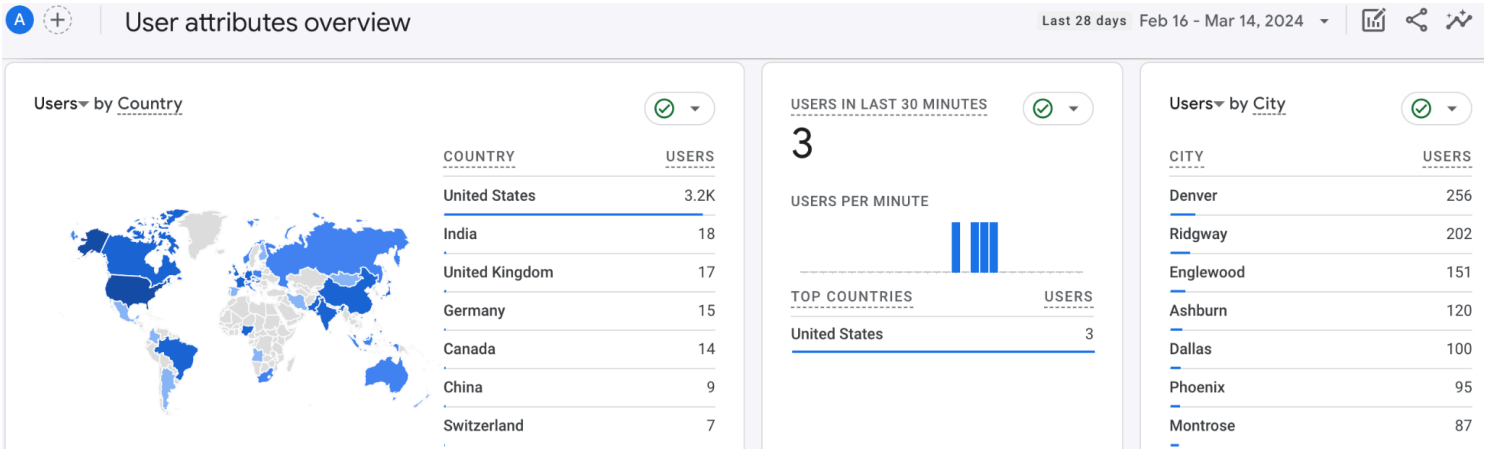 A
User attributes overview
Last 28 days Feb 16 - Mar 14, 2024
Users by Country
COUNTRY USERS
United States 3.2K
India 18
United Kingdom 17
Germany 15
Canada 14
China 9
Switzerland 7
USERS IN LAST 30 MINUTES
3
USERS PER MINUTE
TOP COUNTRIES USERS
United States 3
Users by City
CITY USERS
Denver 256
Ridgway 202
Englewood 151
Ashburn 120
Dallas 100
Phoenix 95
Montrose 87